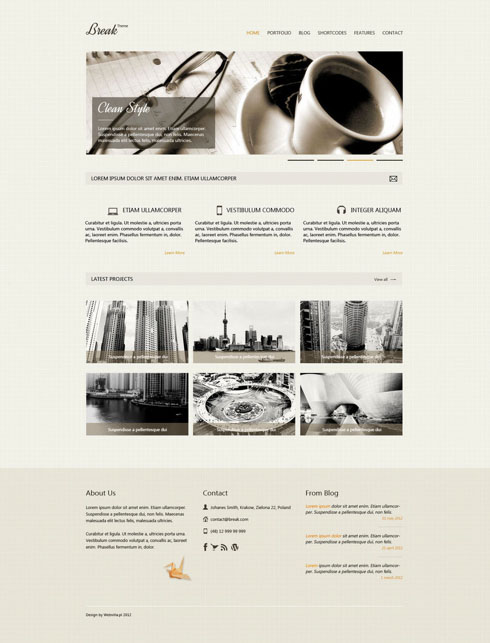 Break Theme
HOME PORTFOLIO BLOG SHORTCODES FEATURES CONTACT
Clean Style
Lorem ipsum dolor sit amet enim. Etiam ullamcorper.
Suspendisse a pellentesque dui, non felis. Maecenas
malesuada elit lectus felis, malesuada ultricies.
LOREM IPSUM DOLOR SIT AMET ENIM. ETIAM ULLAMCORPER
ETIAM ULLAMCORPER
Curabitur et ligula. Ut molestie a, ultricies porta
urna. Vestibulum commodo volutpat a, convallis
ac, laoreet enim. Phasellus fermentum in, dolor.
Pellentesque facilisis.
Learn More
VESTIBULUM COMMODO
Curabitur et ligula. Ut molestie a, ultricies porta
urna. Vestibulum commodo volutpat a, convallis
ac, laoreet enim. Phasellus fermentum in, dolor.
Pellentesque facilisis.
Learn More
INTEGER ALIQUAM
Curabitur et ligula. Ut molestie a, ultricies porta
urna. Vestibulum commodo volutpat a, convallis
ac, laoreet enim. Phasellus fermentum in, dolor.
Pellentesque facilisis.
Learn More
LATEST PROJECTS
View all
Suspendisse a pellentesque dui
Suspendisse a pellentesque dui
Suspendisse a pellentesque dui
Suspendisse a pellentesque dui
Suspendisse a pellentesque dui
Suspendisse a pellentesque dui
About Us
Lorem ipsum dolor sit amet enim. Etiam ullamcorper.
Suspendisse a pellentesque dui, non felis. Maecenas
malesuada elit lectus felis, malesuada ultricies.
Curabitur et ligula. Ut molestie a, ultricies porta urna.
Vestibulum commodo volutpat a, convallis ac, laoreet
enim. Phasellus fermentum in, dolor.
Contact
Johanes Smith, Krakow, Zielona 22, Poland
contact@break.com
(48) 12 999 99 999
From Blog
Lorem ipsum dolor sit amet enim. Etiam ullamcor-
per. Suspendisse a pellentesque dui, non felis.
Lorem ipsum dolor sit amet enim. Etiam ullamcor-
per. Suspendisse a pellentesque dui, non felis.
april 2012
Lorem ipsum dolor sit amet enim. Etiam ullamcor-
per. Suspendisse a pellentesque dui, non felis.
march 2012
Design by Webvilla.pl 2012